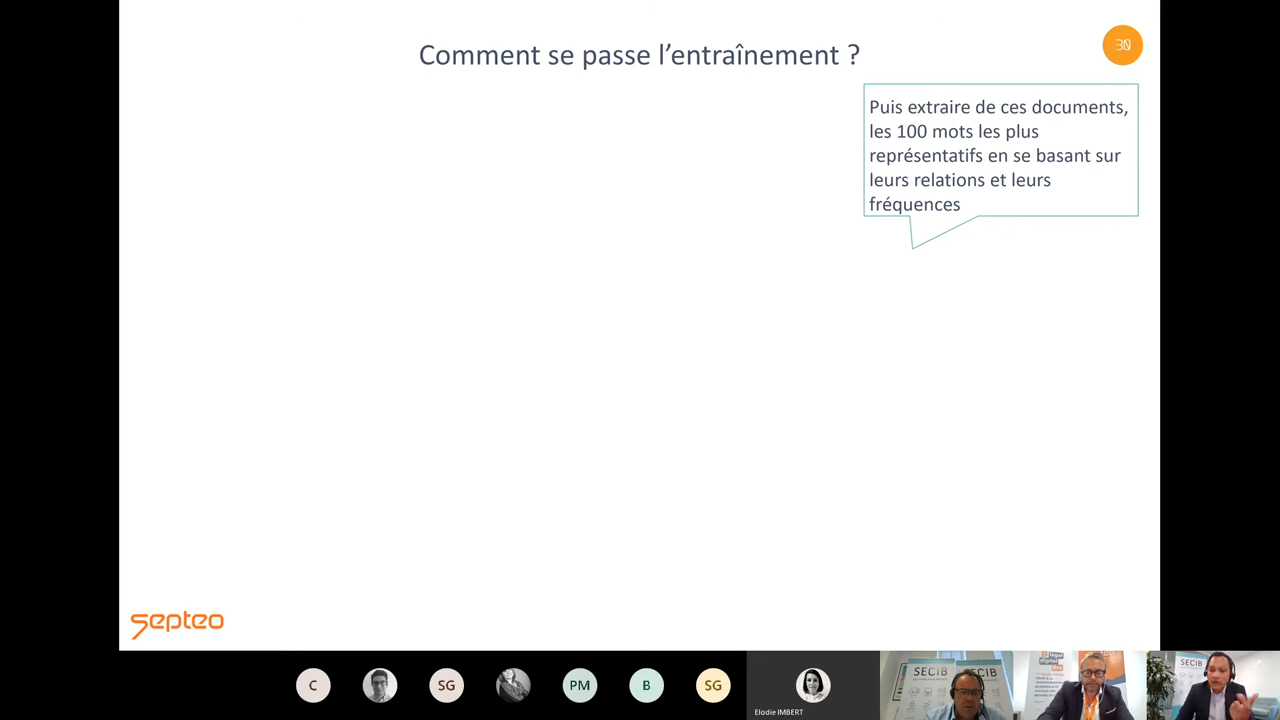 Comment se passe l’entraînement ?
30
Puis extraire de ces documents,
les 100 mots les plus
représentatifs en se basant sur
leurs relations et leurs
fréquences
septeo
C
SG
PM
B
SG
Elodie IMBERT
SECIB
SECIB
SECIB